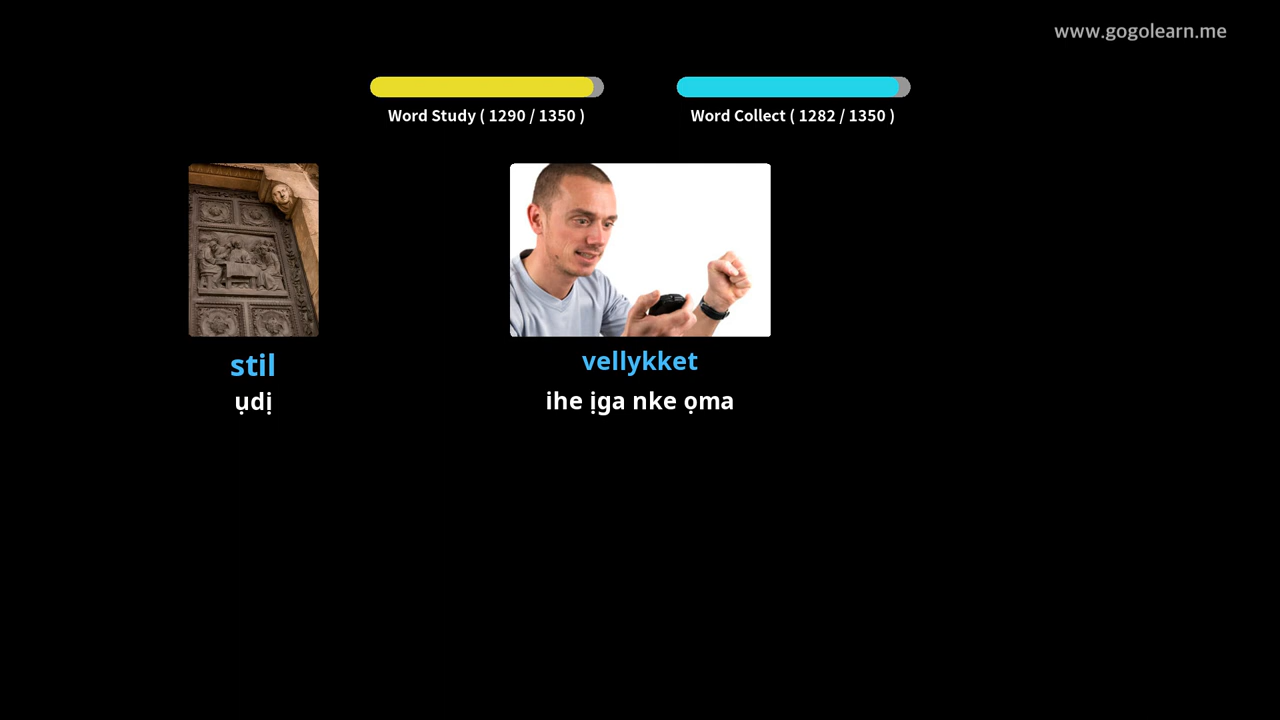 www.gogolearn.me
Word Study ( 1290 / 1350 )
Word Collect ( 1282 / 1350 )
stil
ụdị
vellykket
ihe ịga nke ọma